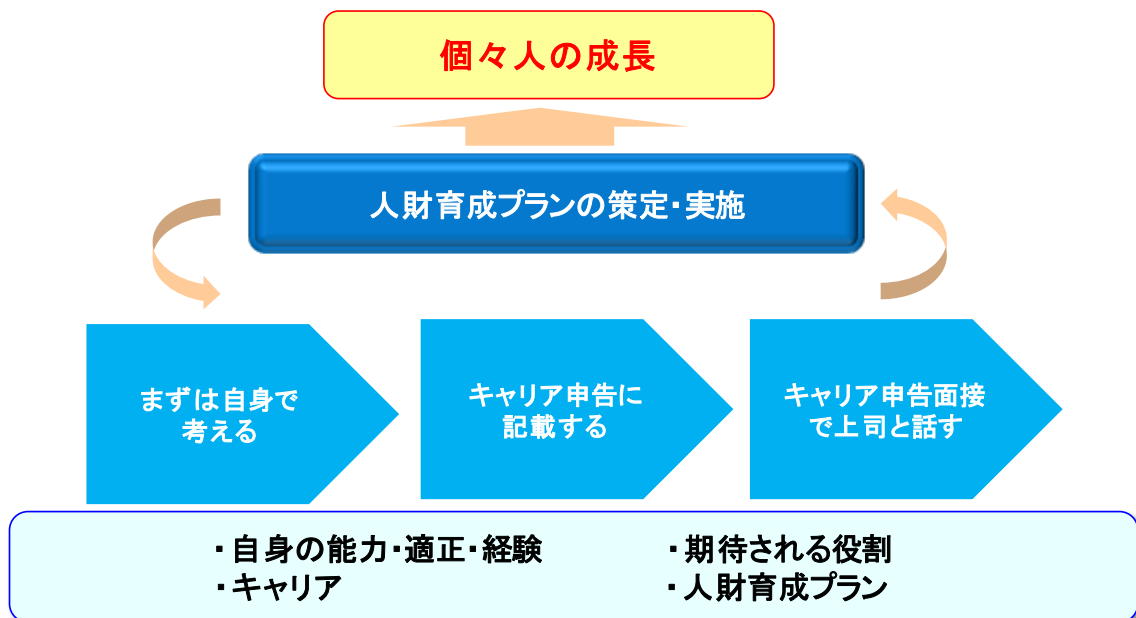 個々人の成長
人財育成プランの策定・実施
まずは自身で
考える
キャリア申告に
記載する
キャリア申告面接
で上司と話す
・自身の能力・適正・経験
・キャリア
・期待される役割
・人財育成プラン